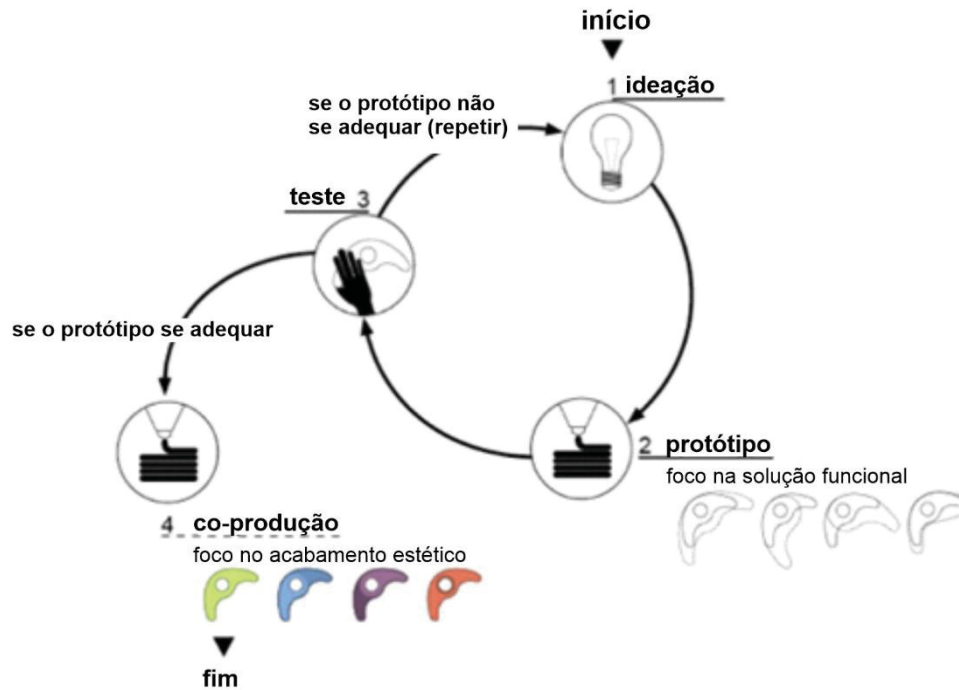 início
1 ideação
se o protótipo não
se adequar (repetir)
teste 3
se o protótipo se adequar
2 protótipo
foco na solução funcional
4 co-produção
foco no acabamento estético
fim